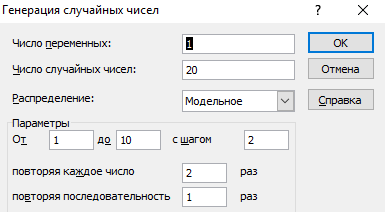 Генерация случайных чисел ? ×
Число переменных: 1 OK
Число случайных чисел: 20 Отмена
Распределение: Модельное Справка
Параметры
От 1 до 10 с шагом 2
повторяя каждое число 2 раз
повторяя последовательность 1 раз